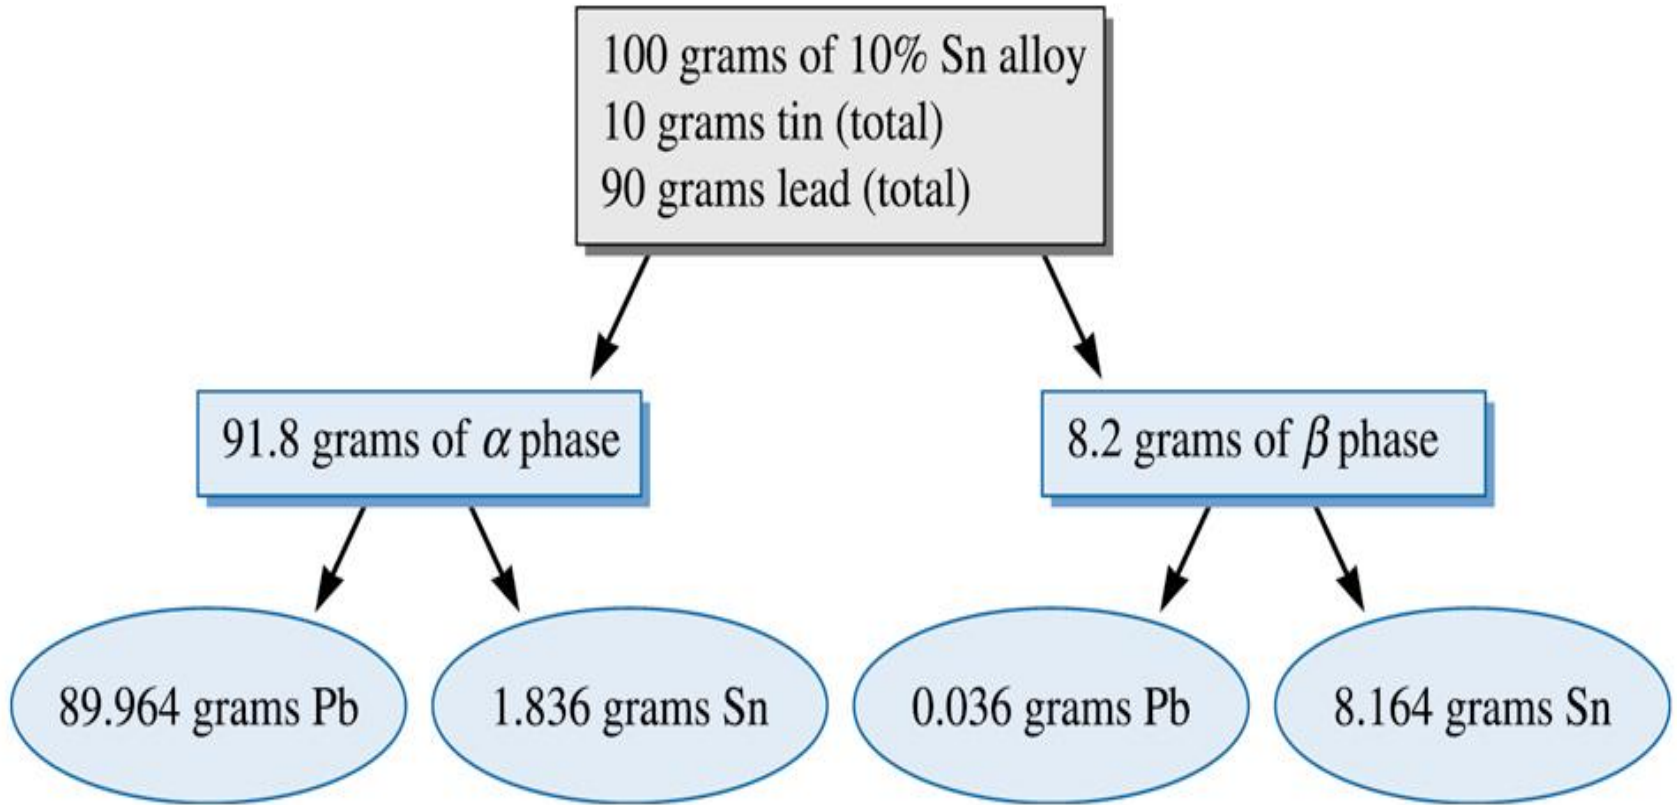 100 grams of 10% Sn alloy
10 grams tin (total)
90 grams lead (total)
91.8 grams of α phase
8.2 grams of β phase
89.964 grams Pb
1.836 grams Sn
0.036 grams Pb
8.164 grams Sn